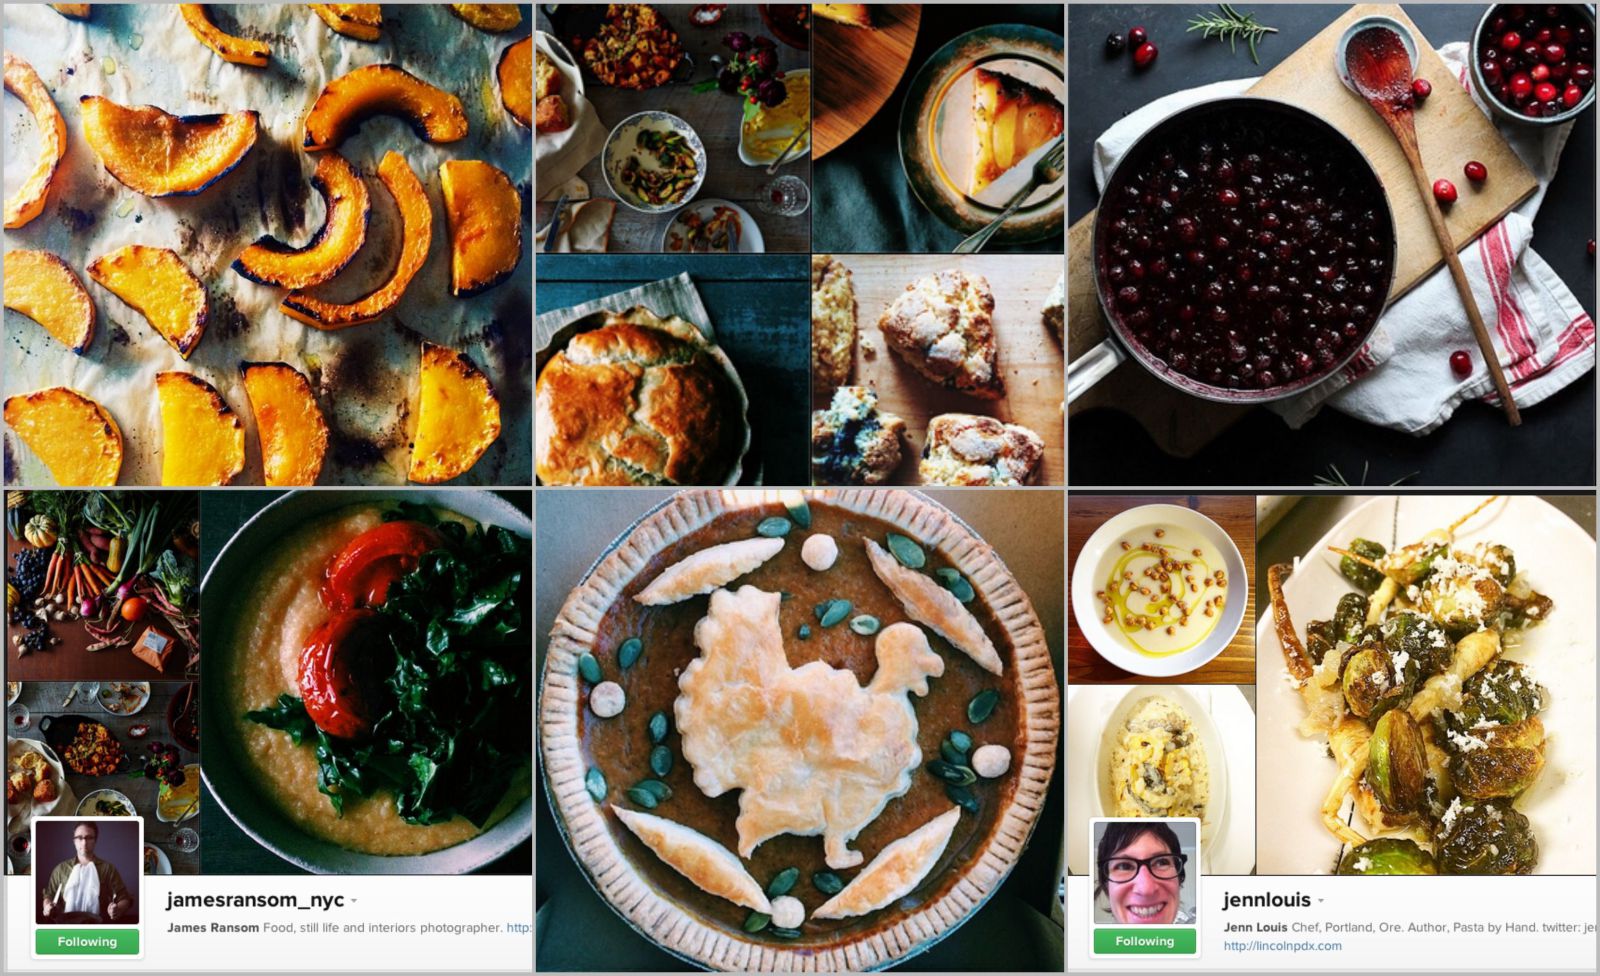 jamesransom_nyc
James Ransom Food, still life and interiors photographer. http:
Following
jennlouis
Jenn Louis Chef, Portland, Ore. Author, Pasta by Hand. twitter: je
http://lincolnpdx.com
Following